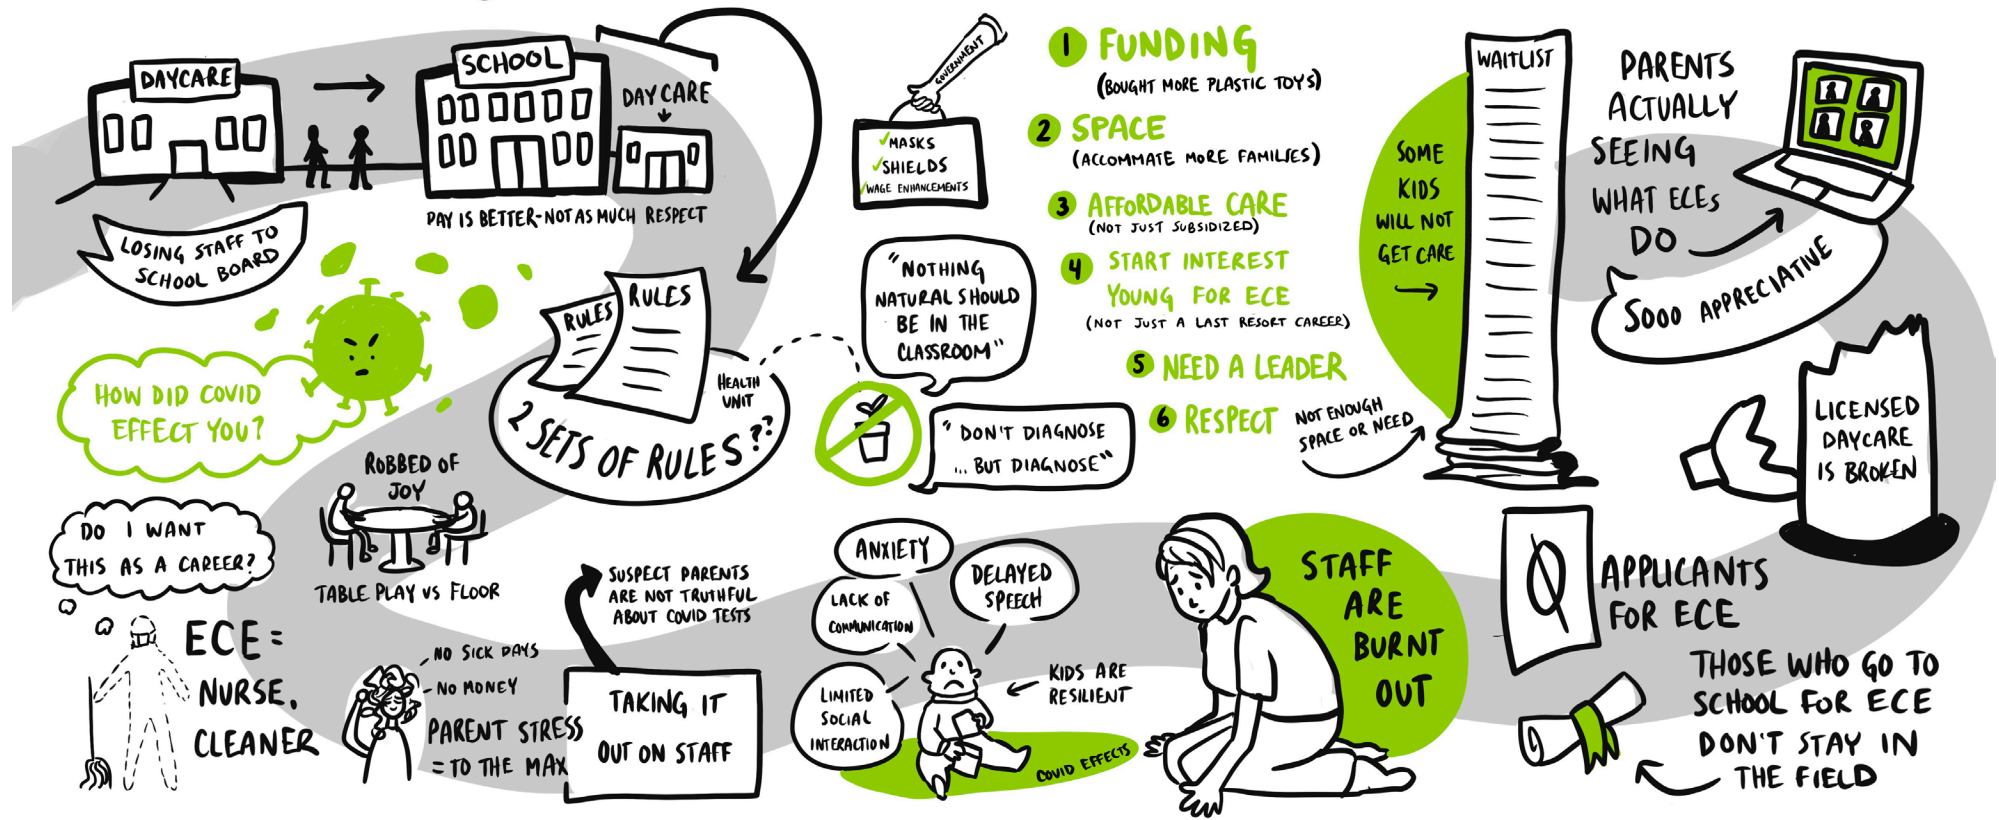 DAYCARE
SCHOOL
DAYCARE
PAY IS BETTER-NOT AS MUCH RESPECT
LOSING STAFF TO
SCHOOL BOARD
HOW DID COVID
EFFECT YOU?
RULES
RULES
2 SETS OF RULES??
HEALTH
UNIT
GOVERNMENT
✓MASKS
✓SHIELDS
✓WAGE ENHANCEMENTS
"NOTHING
NATURAL SHOULD
BE IN THE
CLASSROOM"
"DON'T DIAGNOSE
... BUT DIAGNOSE"
1 FUNDING
(BOUGHT MORE PLASTIC TOYS)
2 SPACE
(ACCOMMATE MORE FAMILIES)
3 AFFORDABLE CARE
(NOT JUST SUBSIDIZED)
4 START INTEREST
YOUNG FOR ECE
(NOT JUST A LAST RESORT CAREER)
5 NEED A LEADER
6 RESPECT
NOT ENOUGH
SPACE OR NEED
WAITLIST
SOME
KIDS
WILL NOT
GET CARE
PARENTS
ACTUALLY
SEEING
WHAT ECEs
DO
SOOO APPRECIATIVE
LICENSED
DAYCARE
IS BROKEN
DO I WANT
THIS AS A CAREER?
ECE =
NURSE,
CLEANER
ROBBED OF
JOY
TABLE PLAY VS FLOOR
- NO SICK DAYS
- NO MONEY
PARENT STRESS
= TO THE MAX
SUSPECT PARENTS
ARE NOT TRUTHFUL
ABOUT COVID TESTS
TAKING IT
OUT ON STAFF
ANXIETY
LACK OF
COMMUNICATION
DELAYED
SPEECH
LIMITED
SOCIAL
INTERACTION
KIDS ARE
RESILIENT
COVID EFFECTS
STAFF
ARE
BURNT
OUT
0 APPLICANTS
FOR ECE
THOSE WHO GO TO
SCHOOL FOR ECE
DON'T STAY IN
THE FIELD